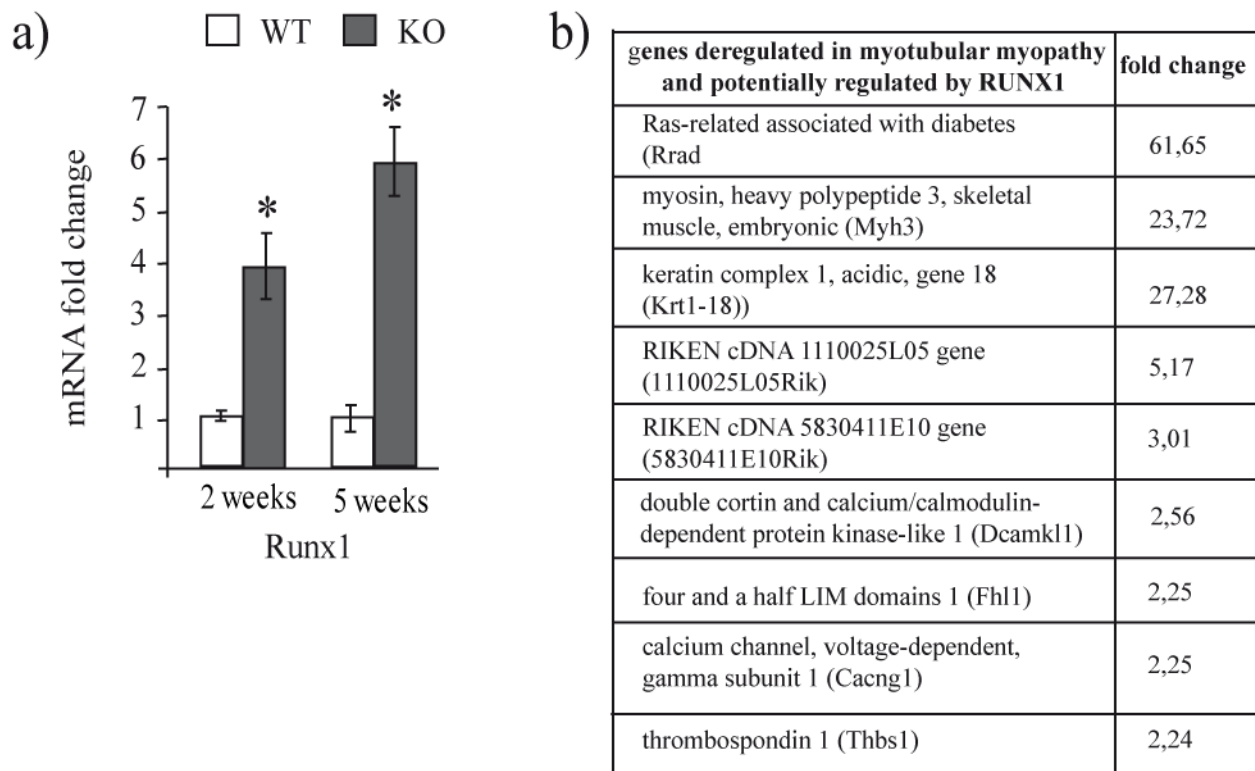 a)
WT KO
mRNA fold change
7
6
5
4
3
2
1
*
*
2 weeks
5 weeks
Runx1
b)
genes deregulated in myotubular myopathy
and potentially regulated by RUNX1
fold change
Ras-related associated with diabetes
(Rrad
61,65
myosin, heavy polypeptide 3, skeletal
muscle, embryonic (Myh3)
23,72
keratin complex 1, acidic, gene 18
(Krt1-18))
27,28
RIKEN cDNA 1110025L05 gene
(1110025L05Rik)
5,17
RIKEN cDNA 5830411E10 gene
(5830411E10Rik)
3,01
double cortin and calcium/calmodulin-
dependent protein kinase-like 1 (Dcamkl1)
2,56
four and a half LIM domains 1 (Fhl1)
2,25
calcium channel, voltage-dependent,
gamma subunit 1 (Cacng1)
2,25
thrombospondin 1 (Thbs1)
2,24